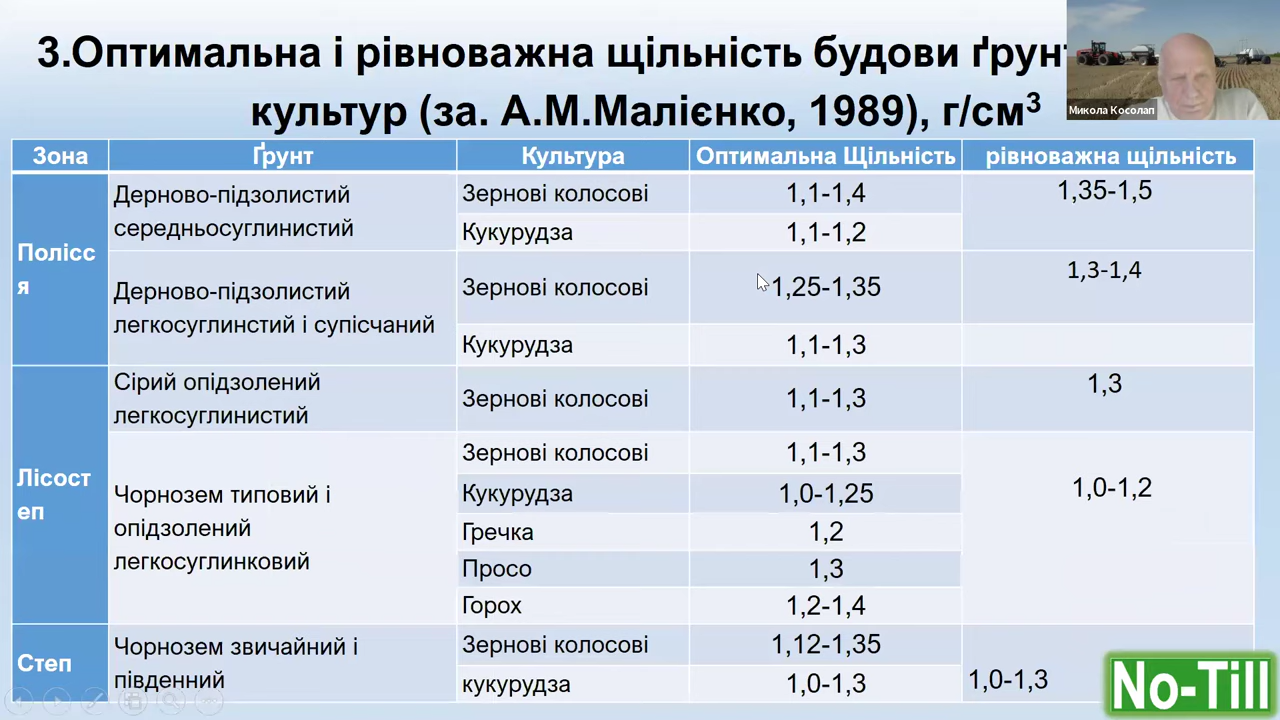 3.Оптимальна і рівноважна щільність будови ґрун
культур (за. А.М.Малієнко, 1989), г/см³
Микола Косолап
Зона Ґрунт Культура Оптимальна Щільність рівноважна щільність
Полісс
я
Дерново-підзолистий
середньосуглинистий
Зернові колосові 1,1-1,4 1,35-1,5
Кукурудза 1,1-1,2
Дерново-підзолистий
легкосуглинстий і супісчаний
Зернові колосові 1,25-1,35 1,3-1,4
Кукурудза 1,1-1,3
Лісост
еп
Сірий опідзолений
легкосуглинистий
Зернові колосові 1,1-1,3 1,3
Чорнозем типовий і
опідзолений
легкосуглинковий
Зернові колосові 1,1-1,3 1,0-1,2
Кукурудза 1,0-1,25
Гречка 1,2
Просо 1,3
Горох 1,2-1,4
Степ
Чорнозем звичайний і
південний
Зернові колосові 1,12-1,35
кукурудза 1,0-1,3 1,0-1,3
No-Till